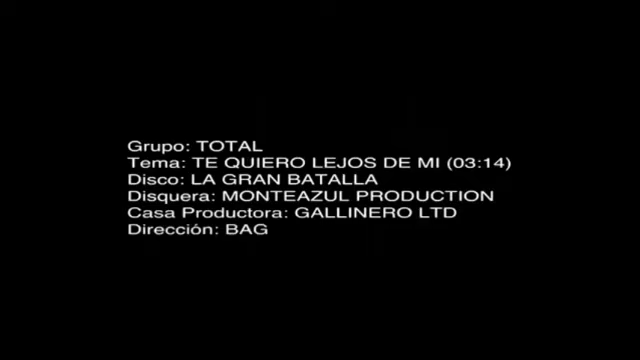 Grupo: TOTAL
Tema: TE QUIERO LEJOS DE MI (03:14)
Disco: LA GRAN BATALLA
Disquera: MONTEAZUL PRODUCTION
Casa Productora: GALLINERO LTD
Dirección: BAG